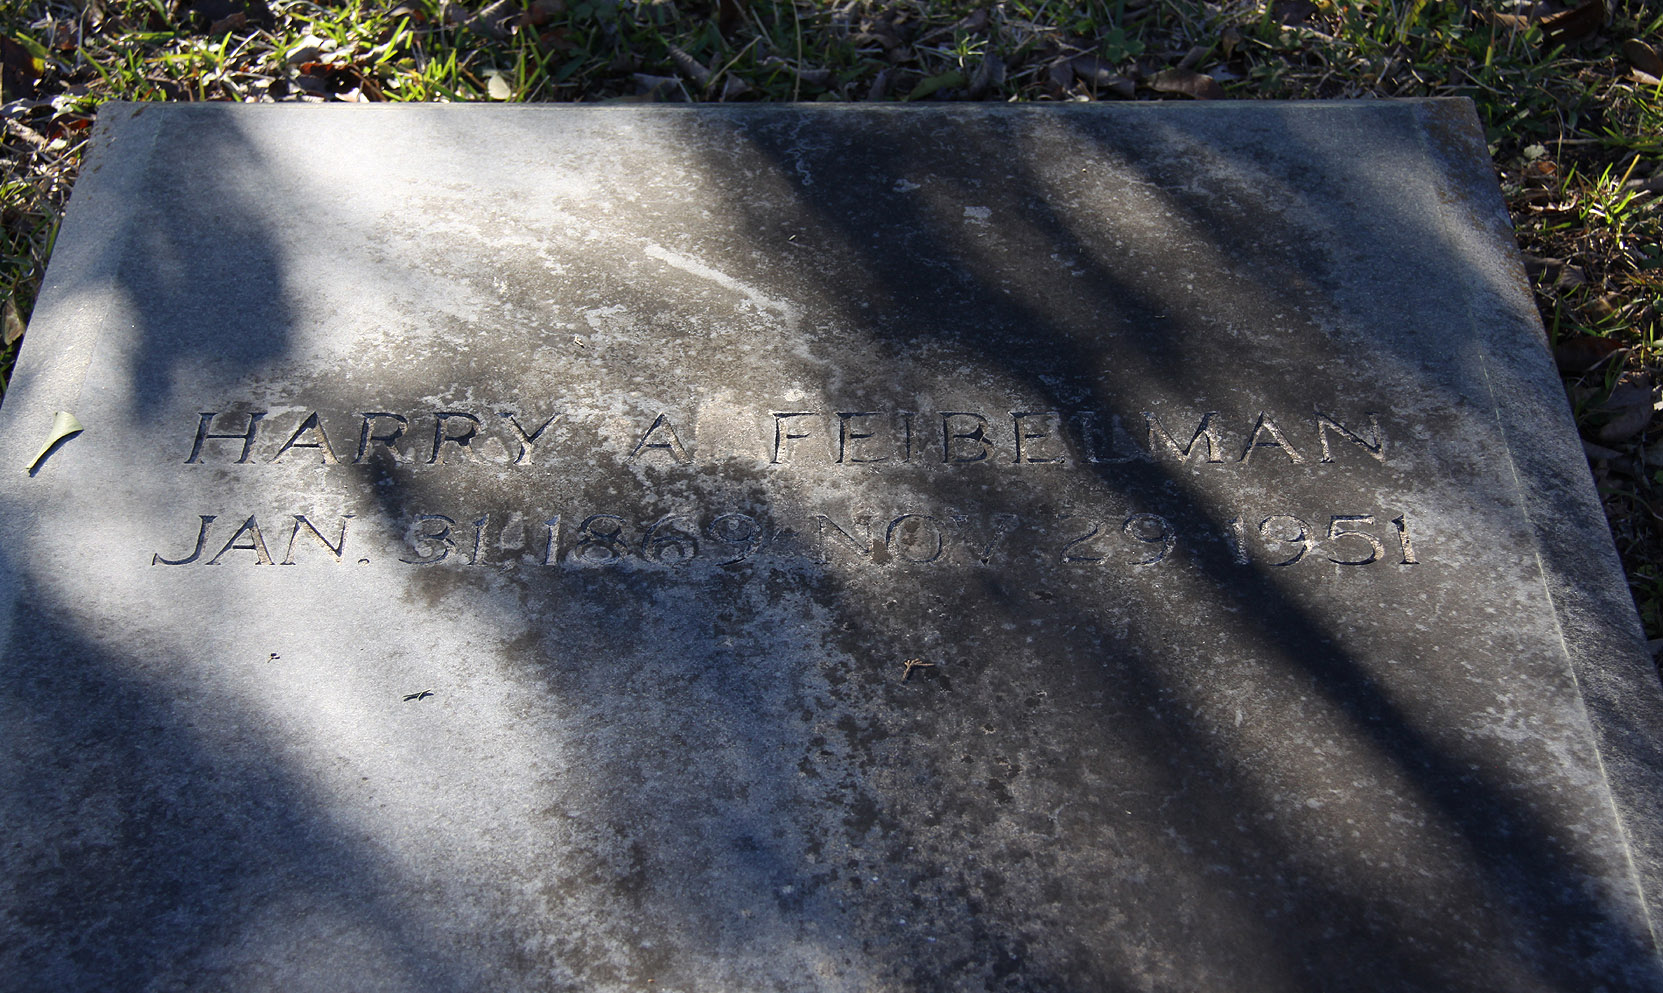 HARRY A FEIBELMAN
JAN. 31 1869 NOV 29 1951